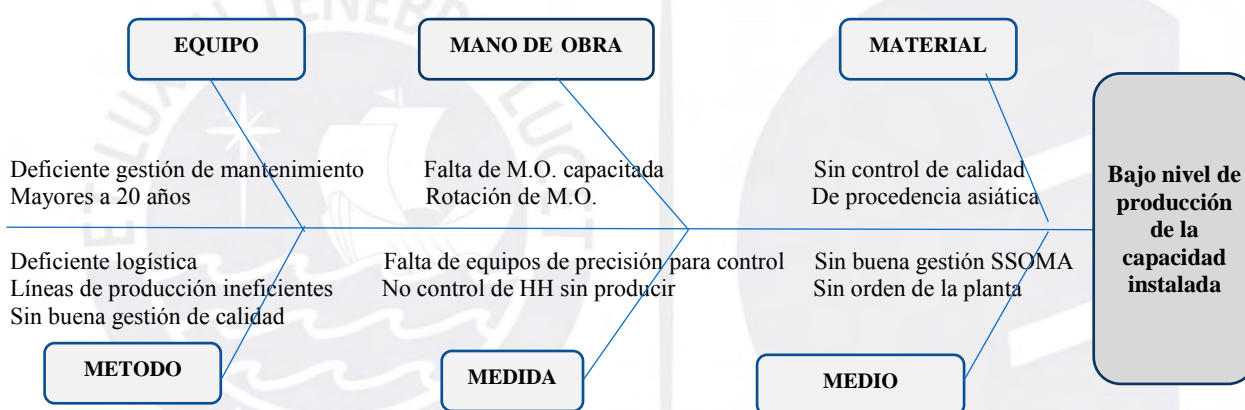 EQUIPO
MANO DE OBRA
MATERIAL
Deficiente gestión de mantenimiento
Mayores a 20 años
Falta de M.O. capacitada
Rotación de M.O.
Sin control de calidad
De procedencia asiática
Bajo nivel de
producción
de la
capacidad
instalada
Deficiente logística
Líneas de producción ineficientes
Sin buena gestión de calidad
Falta de equipos de precisión para control
No control de HH sin producir
Sin buena gestión SSOMA
Sin orden de la planta
METODO
MEDIDA
MEDIO